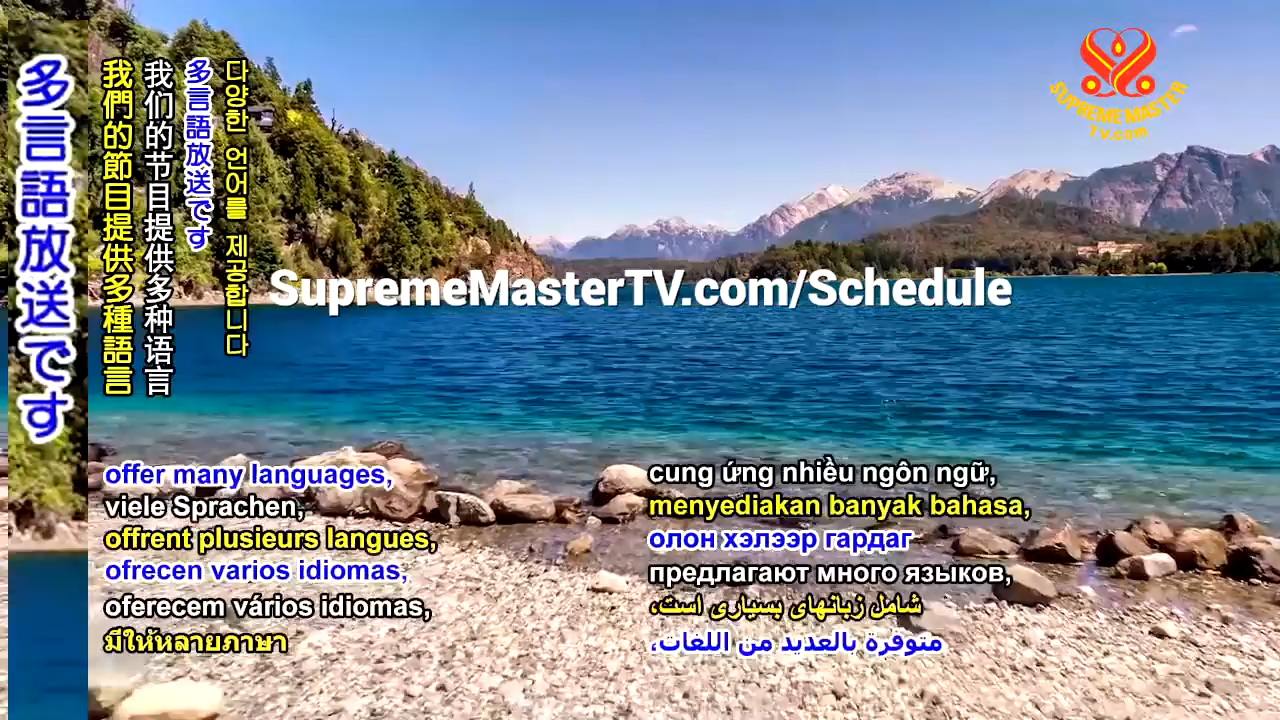 多言語放送です
我們的節目提供多種語言
我们的节目提供多种语言
多言語放送です
다양한 언어를 제공합니다
SUPREME MASTER
TV.com
SupremeMasterTV.com/Schedule
offer many languages,
viele Sprachen,
offrent plusieurs langues,
ofrecen varios idiomas,
oferecem vários idiomas,
มีให้หลายภาษา
cung ứng nhiều ngôn ngữ,
menyediakan banyak bahasa,
олон хэлээр гардаг
предлагают много языков,
شامل زبانهای بسیاری است،
متوفرة بالعديد من اللغات،